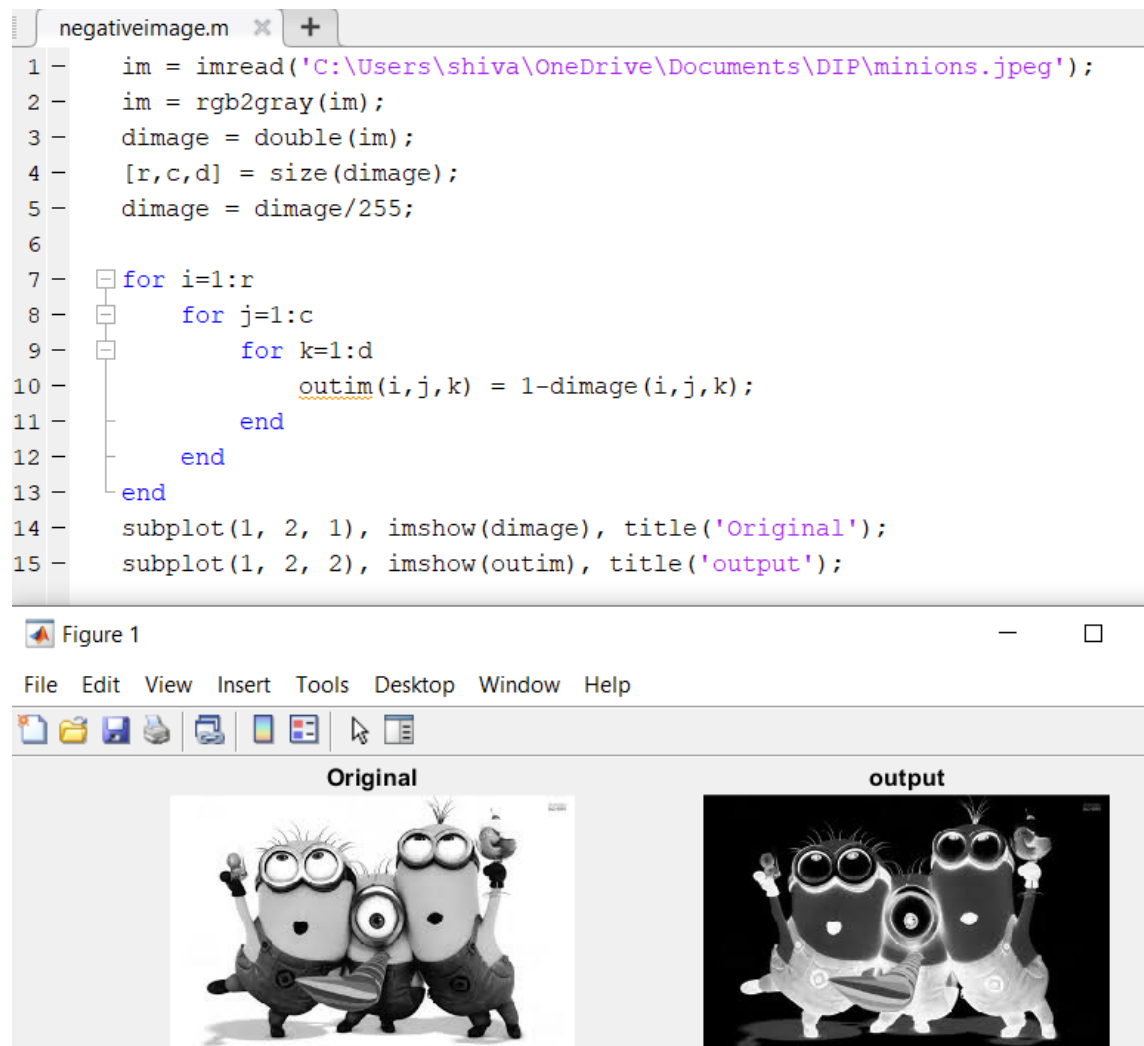 negativeimage.m
1 im = imread('C:\Users\shiva\OneDrive\Documents\DIP\minions.jpeg');
2 im = rgb2gray(im);
3 dimage = double(im);
4 [r,c,d] = size(dimage);
5 dimage = dimage/255;
6
7 for i=1:r
8 for j=1:c
9 for k=1:d
10 outim(i,j,k) = 1-dimage(i,j,k);
11 end
12 end
13 end
14 subplot(1, 2, 1), imshow(dimage), title('Original');
15 subplot(1, 2, 2), imshow(outim), title('output');
Figure 1
File Edit View Insert Tools Desktop Window Help
Original output